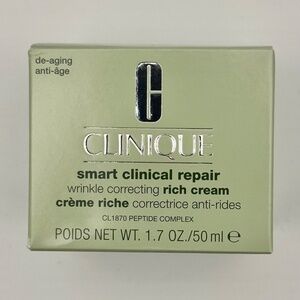 de-aging
anti-âge
CLINIQUE
smart clinical repair
wrinkle correcting rich cream
crème riche correctrice anti-rides
CL1870 PEPTIDE COMPLEX
POIDS NET WT. 1.7 OZ./50 ml ℮